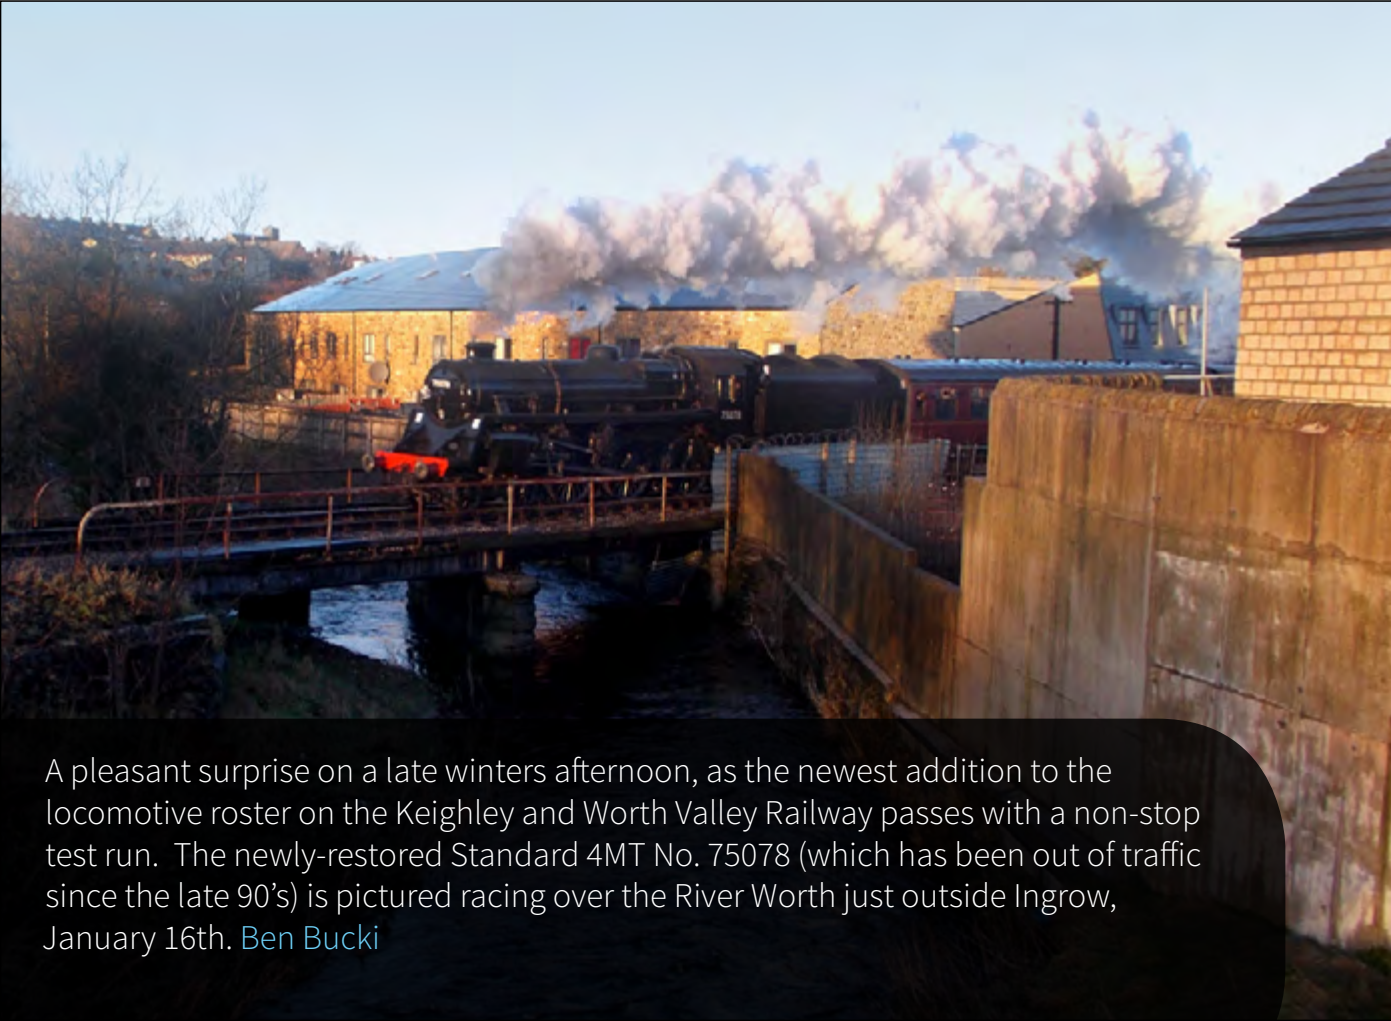 75078
A pleasant surprise on a late winters afternoon, as the newest addition to the
locomotive roster on the Keighley and Worth Valley Railway passes with a non-stop
test run.  The newly-restored Standard 4MT No. 75078 (which has been out of traffic
since the late 90's) is pictured racing over the River Worth just outside Ingrow,
January 16th. Ben Bucki